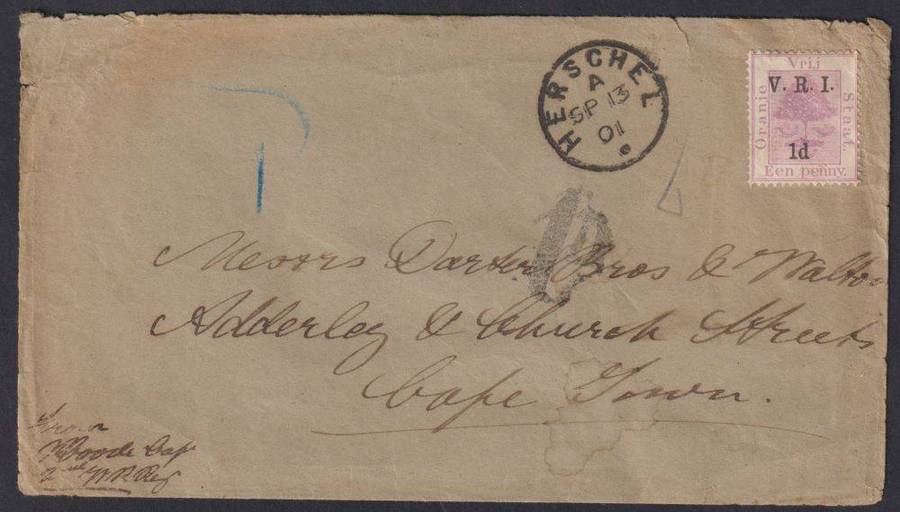 HERSCHEL
A
SP 13
01
Vrij
Oranje
Staat.
V. R. I.
1d
Een penny.
Messrs Darter Bros & Walton
Adderley & Church Streets
Cape Town.
From